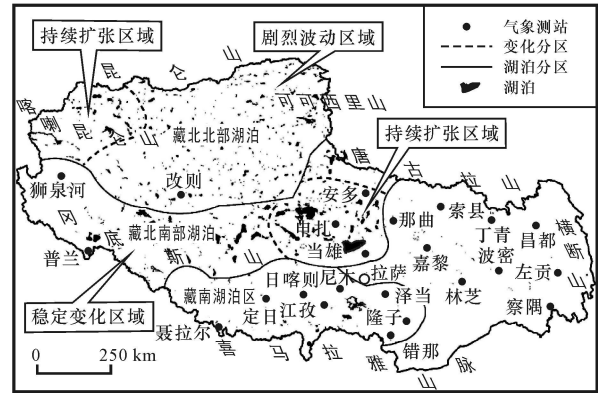 持续扩张区域
昆仑山
剧烈波动区域
气象测站
变化分区
湖泊分区
湖泊
喀喇昆仑山
可可西里山
藏北北部湖泊
持续扩张区域
唐古拉山
狮泉河
改则
安多
冈底斯山
藏北南部湖泊
申扎
那曲
索县
丁青
昌都
横断山
普兰
当雄
嘉黎
波密
左贡
日喀则
尼木
拉萨
林芝
察隅
藏南湖泊区
定日
江孜
泽当
隆子
稳定变化区域
聂拉尔
错那
喜马拉雅山脉
0
250 km